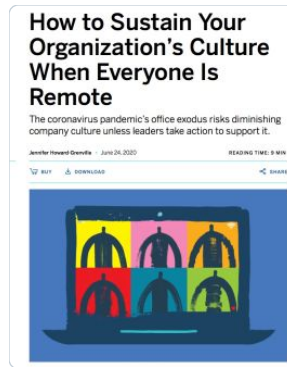 How to Sustain Your
Organization's Culture
When Everyone Is
Remote
The coronavirus pandemic's office exodus risks diminishing
company culture unless leaders take action to support it.
Jennifer Howard-Grenville • June 24, 2020 READING TIME: 9 MIN
BUY DOWNLOAD SHARE